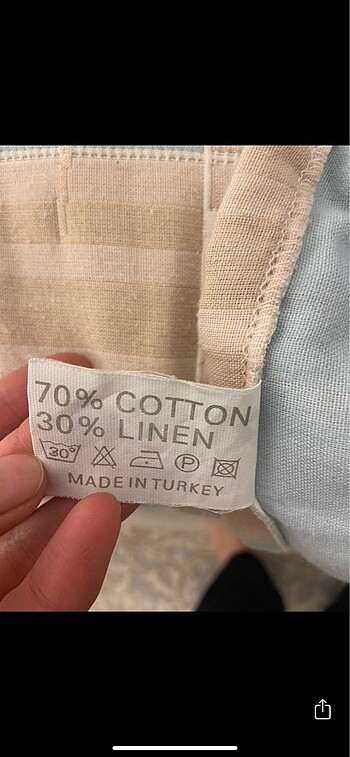 70% COTTON
30% LINEN
30° P
MADE IN TURKEY